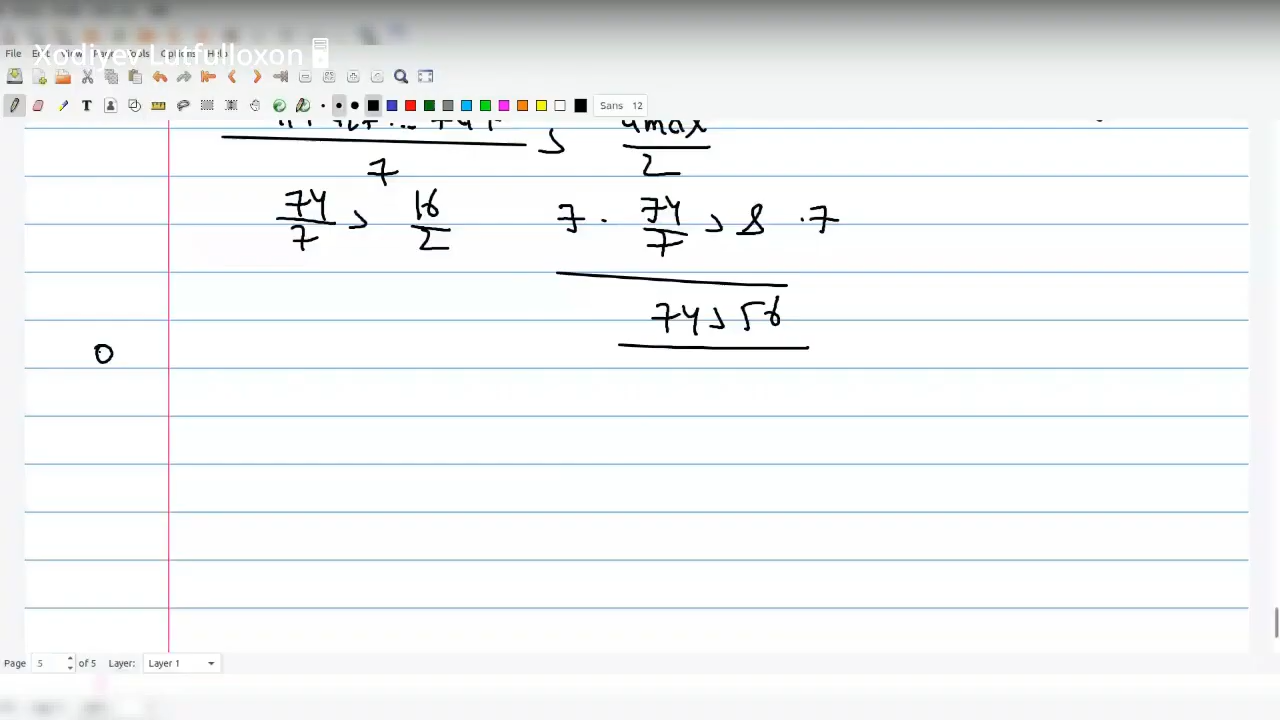 Xodiyev Lutfulloxon
File Edit View Page Tools Options Help
Sans 12
7 > amax
2
74/7 > 16/2 7 · 74/7 > 8 · 7
74 > 56
0
Page 5 of 5 Layer: Layer 1